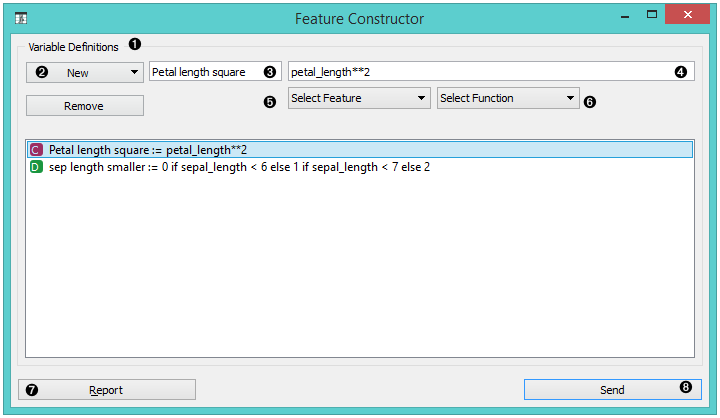 Feature Constructor
Variable Definitions ❶
❷ New Petal length square ❸ petal_length**2 ❹
Remove ❺ Select Feature Select Function ❻
C Petal length square := petal_length**2
D sep length smaller := 0 if sepal_length < 6 else 1 if sepal_length < 7 else 2
❼ Report Send ❽